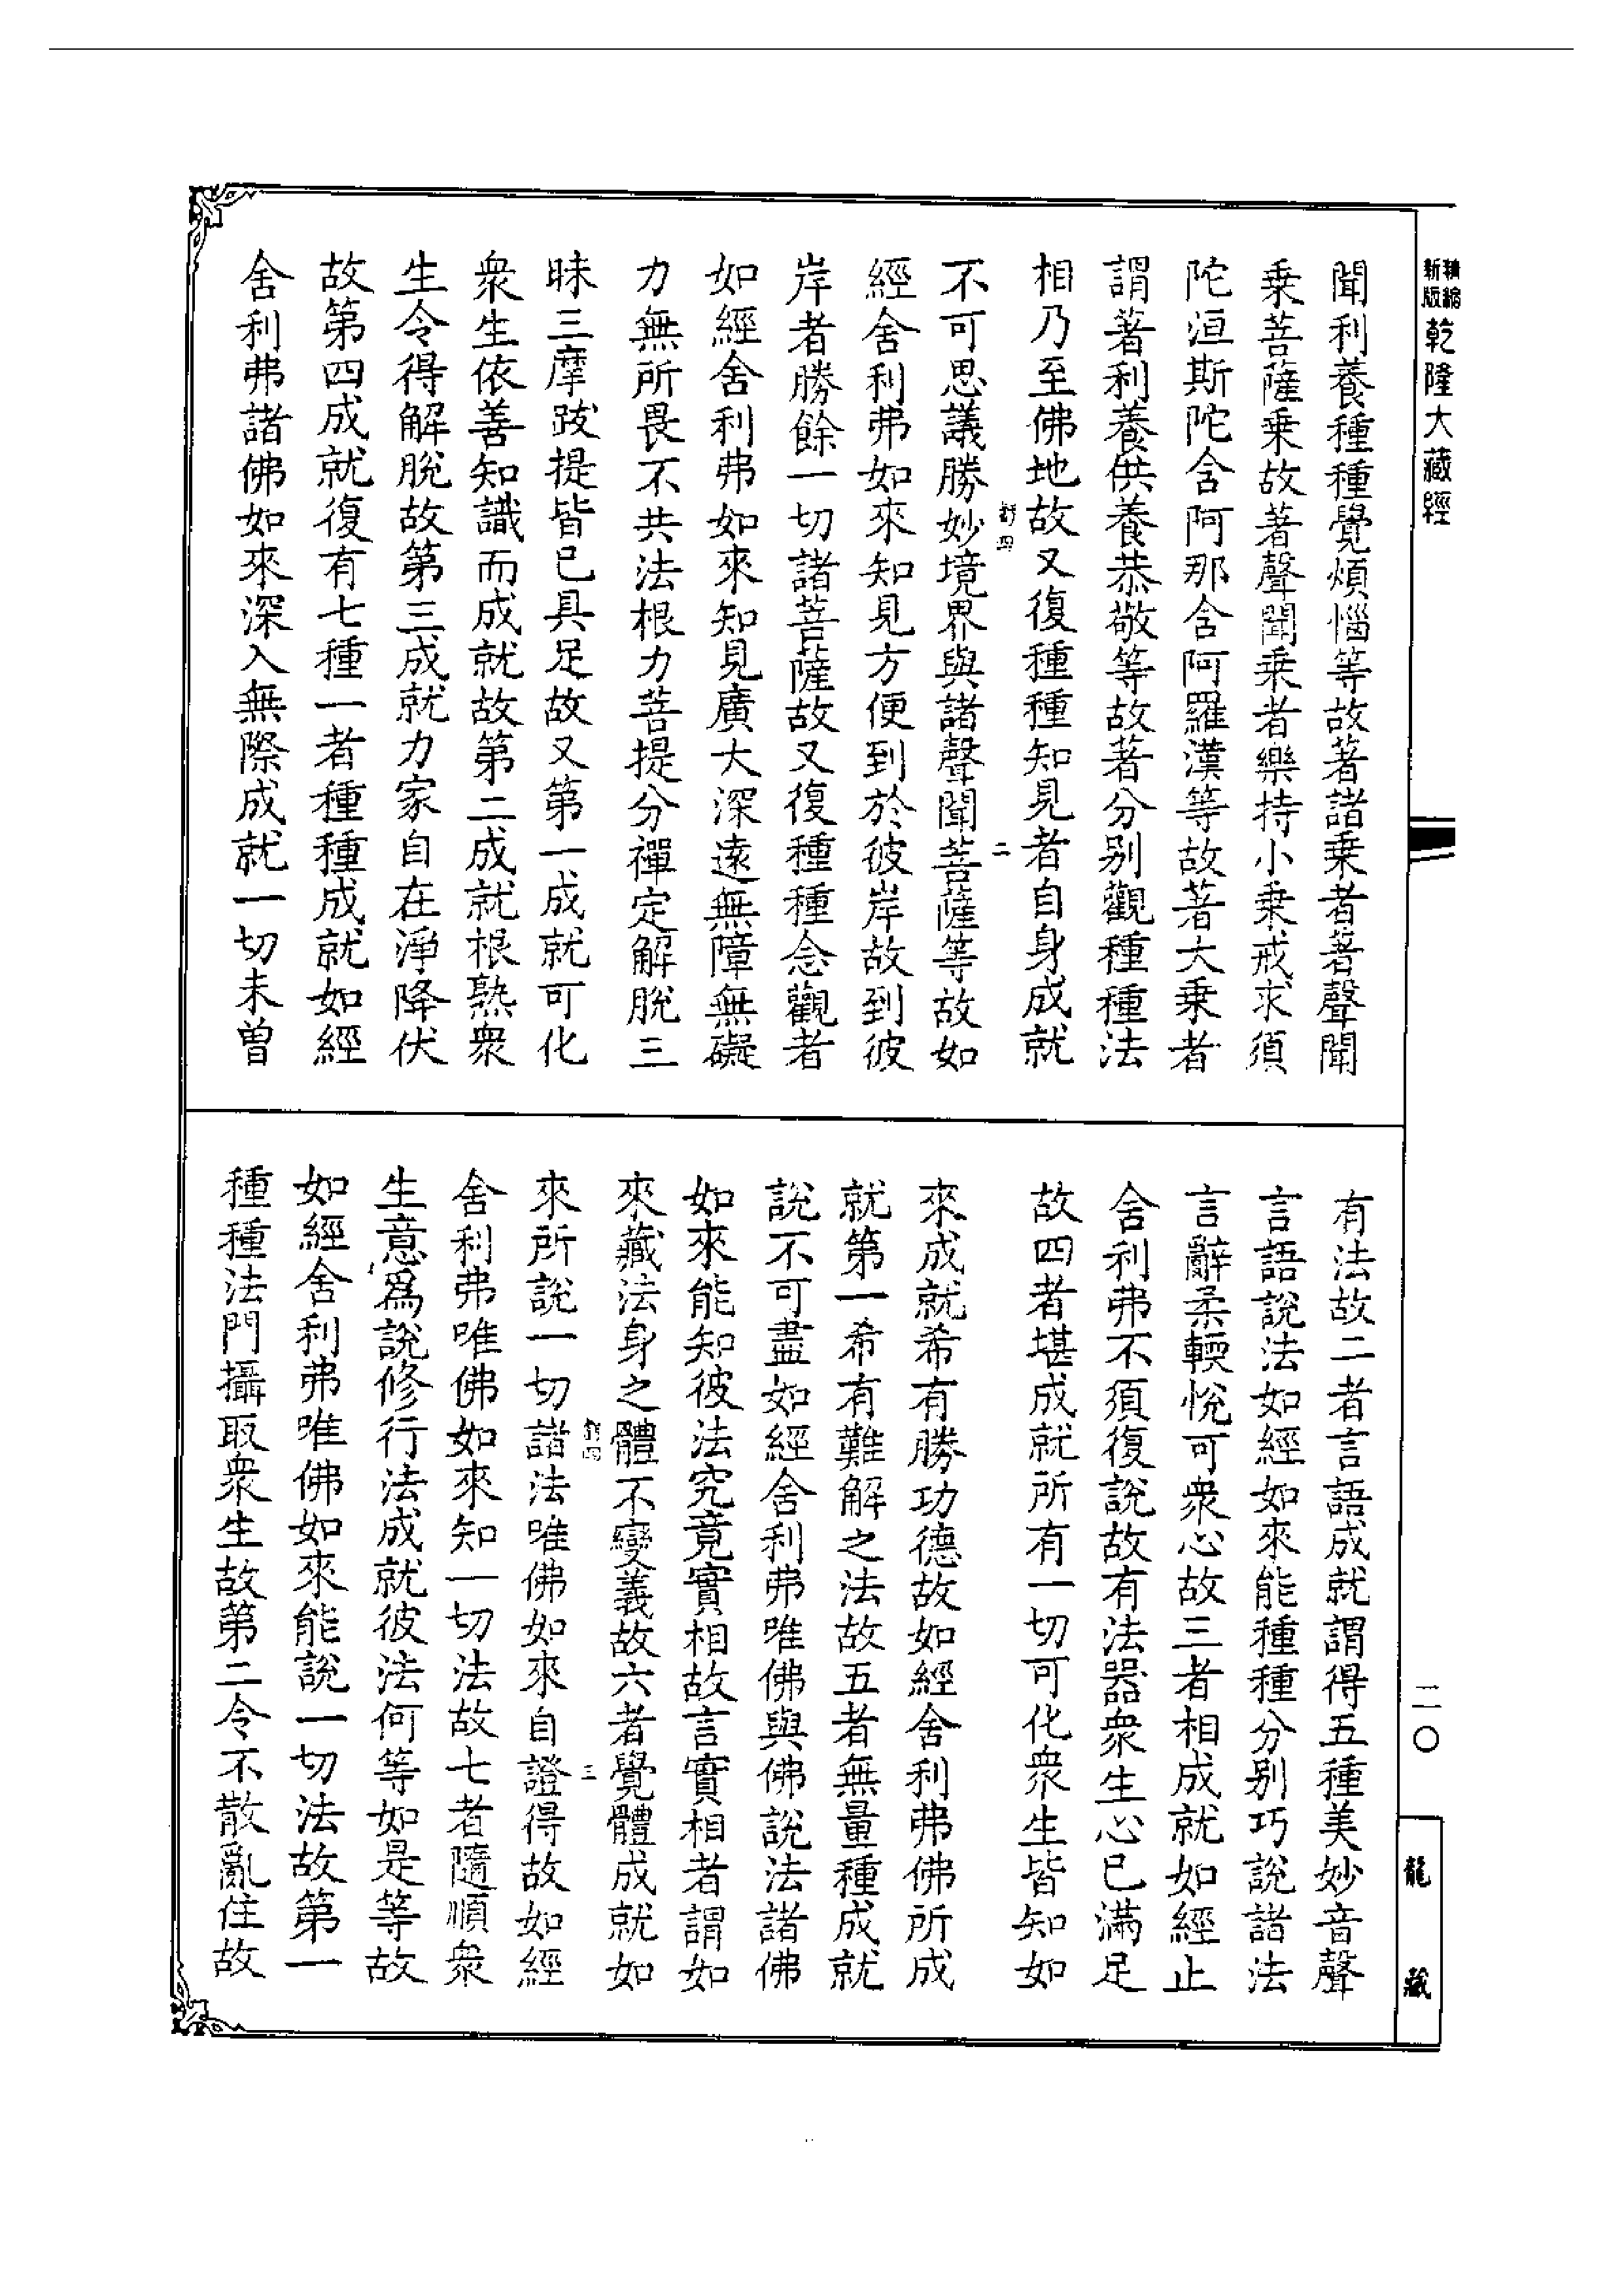 精縮
新版
乾隆大藏經
聞利養種種覺煩惱等故著諸乗者著聲聞
乗菩薩乗故著聲聞乗者樂持小乗戒求須
陀洹斯陀含阿那含阿羅漢等故著大乗者
謂著利養供養恭敬等故著分别觀種種法
相乃至佛地故又復種種知見者自身成就
二
不可思議勝妙境界與諸聲聞菩薩等故如
經舍利弗如來知見方便到於彼岸故到彼
岸者勝餘一切諸菩薩故又復種種念觀者
如經舍利弗如來知見廣大深遠無障無礙
力無所畏不共法根力菩提分禪定解脫三
昧三摩跋提皆已具足故又第一成就可化
衆生依善知識而成就故第二成就根熟衆
生令得解脫故第三成就力家自在淨降伏
故第四成就復有七種一者種種成就如經
舍利弗諸佛如來深入無際成就一切未曾
有法故二者言語成就謂得五種美妙音聲
言語說法如經如來能種種分别巧說諸法
言辭柔輭悅可衆心故三者相成就如經止
舍利弗不須復說故有法器衆生心已滿足
故四者堪成就所有一切可化衆生皆知如
來成就希有勝功德故如經舍利弗佛所成
就第一希有難解之法故五者無量種成就
說不可盡如經舍利弗唯佛與佛說法諸佛
如來能知彼法究竟實相故言實相者謂如
來藏法身之體不變義故六者覺體成就如
三
來所說一切諸法唯佛如來自證得故如經
舍利弗唯佛如來知一切法故七者隨順衆
生意爲說修行法成就彼法何等如是等故
如經舍利弗唯佛如來能說一切法故第一
種種法門攝取衆生故第二令不散亂住故
二〇
龍藏